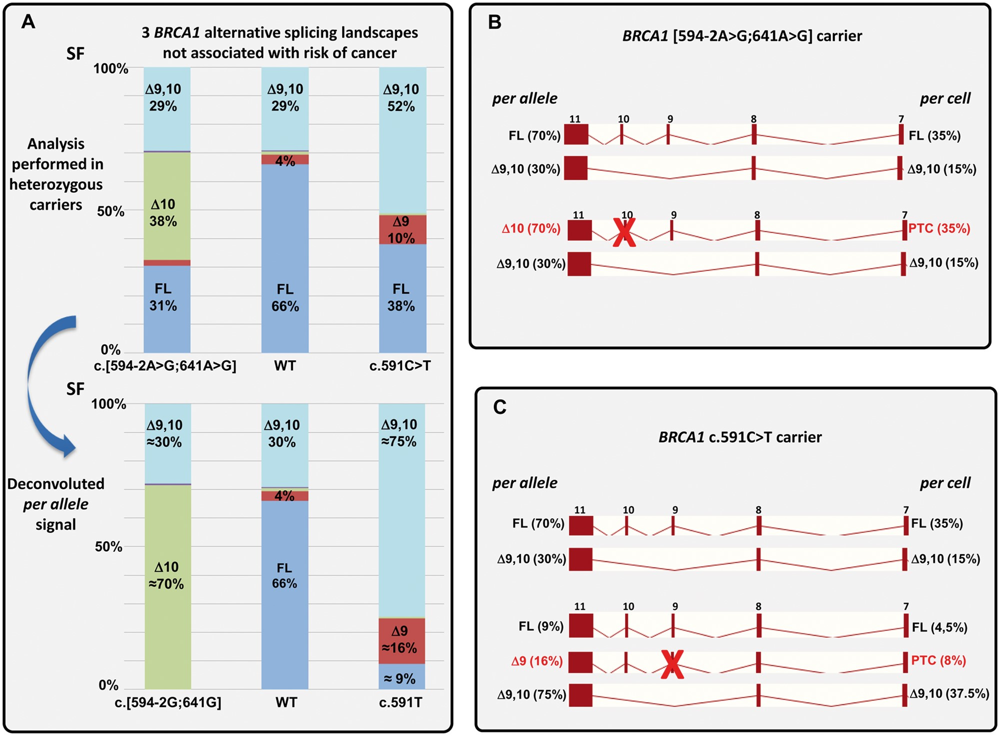 A
3 BRCA1 alternative splicing landscapes
not associated with risk of cancer
SF
100%
50%
0%
Analysis
performed in
heterozygous
carriers
Δ9,10
29%
Δ10
38%
FL
31%
Δ9,10
29%
4%
FL
66%
Δ9,10
52%
Δ9
10%
FL
38%
c.[594-2A>G;641A>G]
WT
c.591C>T
SF
100%
50%
0%
Deconvoluted
per allele
signal
Δ9,10
≈30%
Δ10
≈70%
Δ9,10
30%
4%
FL
66%
Δ9,10
≈75%
Δ9
≈16%
≈ 9%
c.[594-2G;641G]
WT
c.591T
B
BRCA1 [594-2A>G;641A>G] carrier
per allele
per cell
11 10 9 8 7
FL (70%) FL (35%)
Δ9,10 (30%) Δ9,10 (15%)
11 10 9 8 7
Δ10 (70%) PTC (35%)
Δ9,10 (30%) Δ9,10 (15%)
C
BRCA1 c.591C>T carrier
per allele
per cell
11 10 9 8 7
FL (70%) FL (35%)
Δ9,10 (30%) Δ9,10 (15%)
11 10 9 8 7
FL (9%) FL (4,5%)
Δ9 (16%) PTC (8%)
Δ9,10 (75%) Δ9,10 (37.5%)